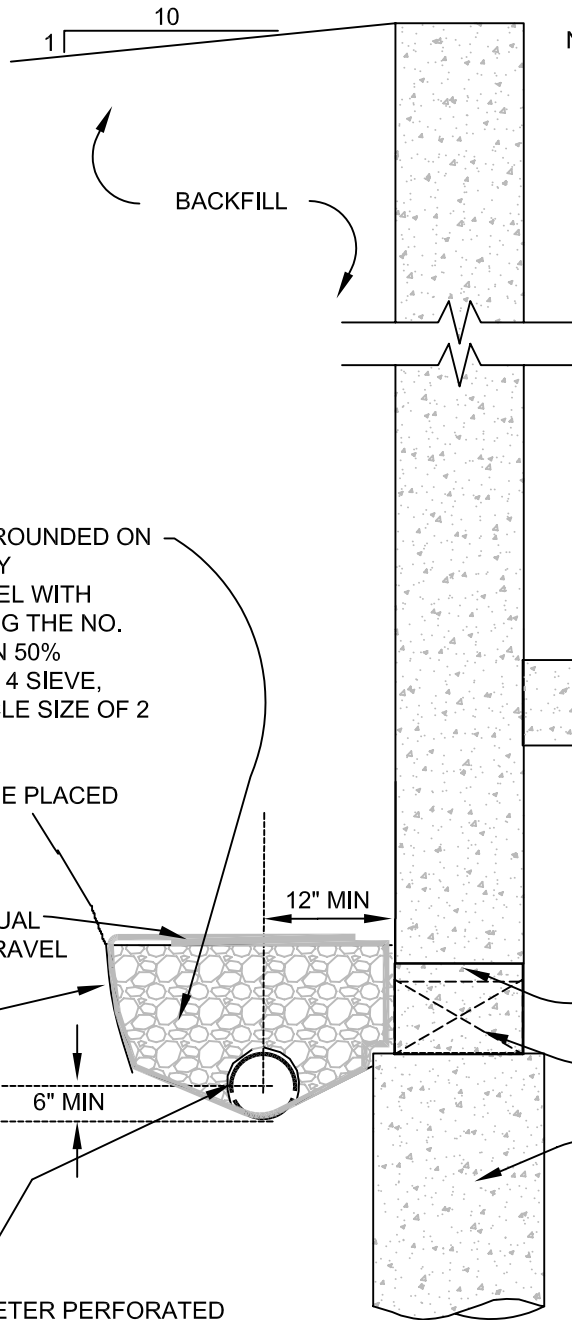 10
1
N
BACKFILL
ROUNDED ON
Y
EL WITH
G THE NO.
N 50%
4 SIEVE,
LE SIZE OF 2
E PLACED
12" MIN
UAL
RAVEL
6" MIN
ETER PERFORATED